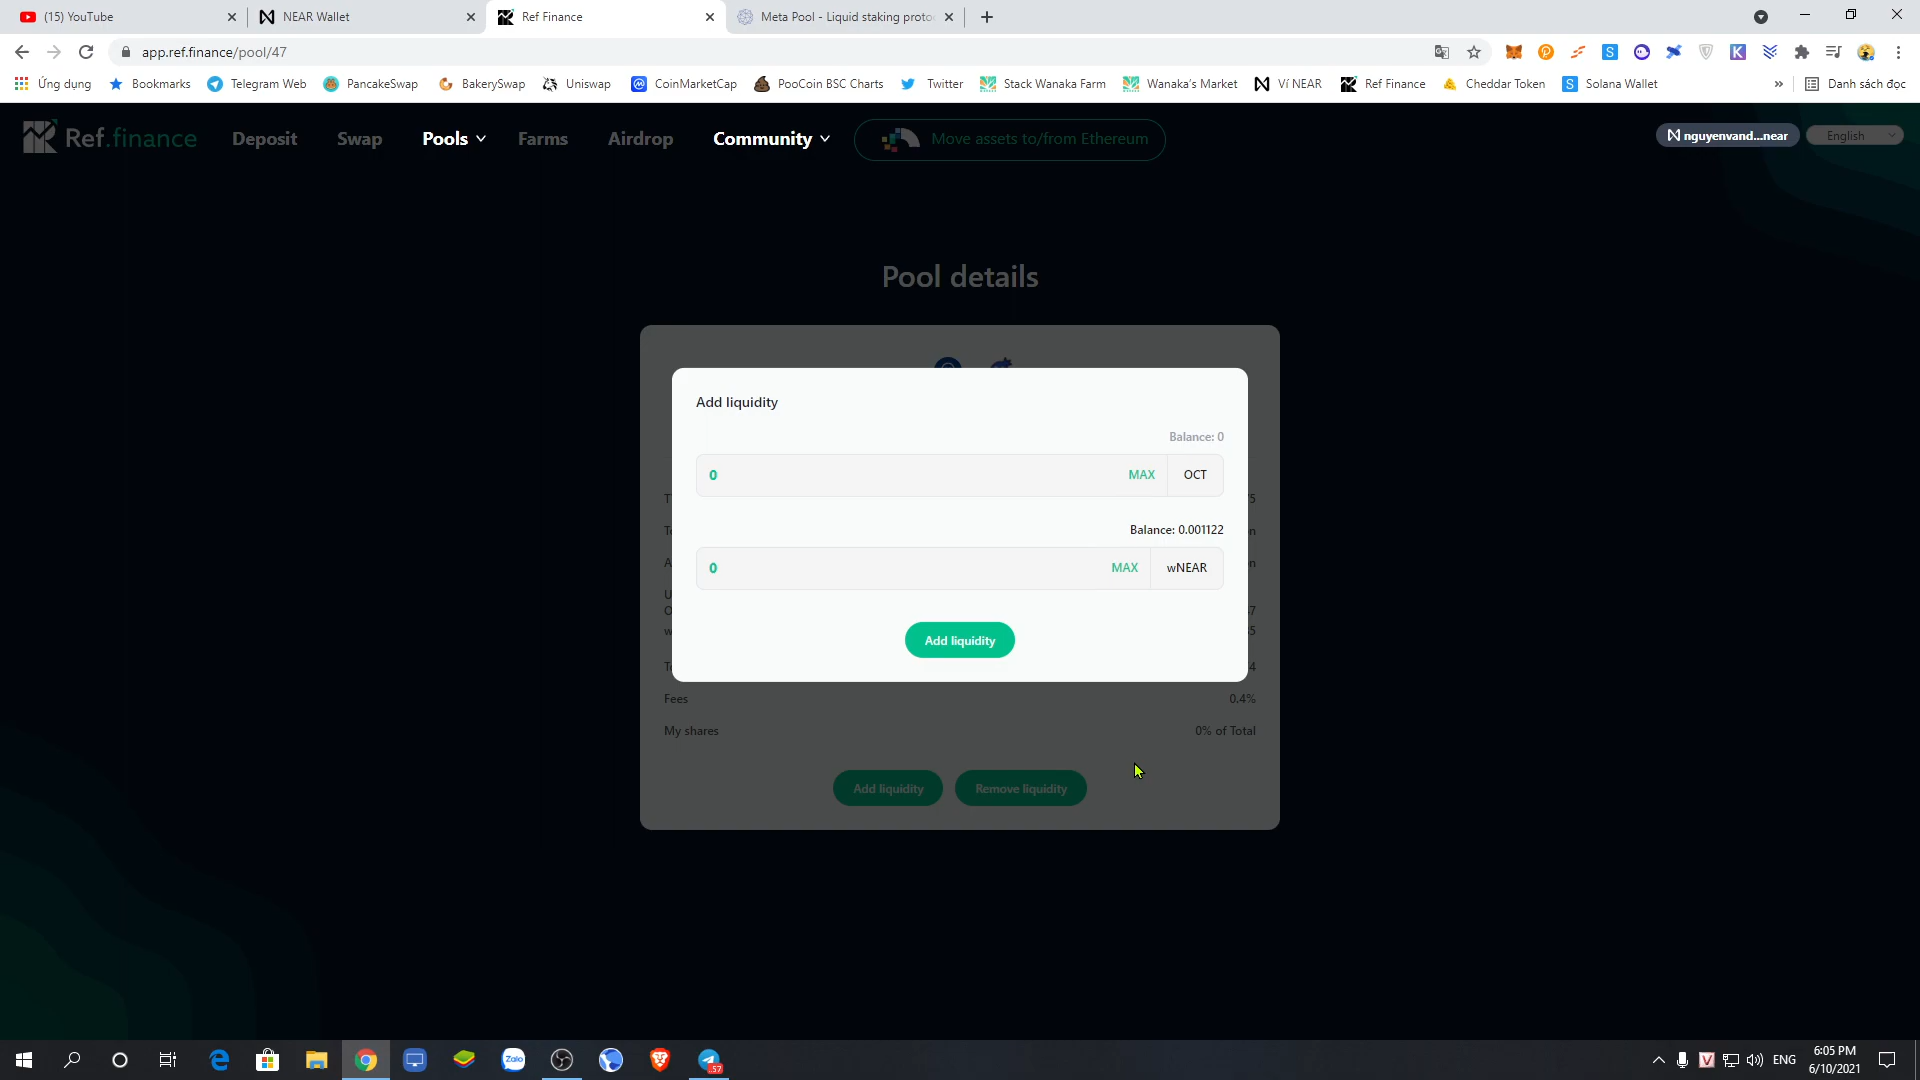 (15) YouTube
NEAR Wallet
Ref Finance
Meta Pool - Liquid staking proto
app.ref.finance/pool/47
Ứng dụng
Bookmarks
Telegram Web
PancakeSwap
BakerySwap
Uniswap
CoinMarketCap
PooCoin BSC Charts
Twitter
Stack Wanaka Farm
Wanaka's Market
Ví NEAR
Ref Finance
Cheddar Token
Solana Wallet
»
Danh sách đọc
Ref.finance
Deposit
Swap
Pools
Farms
Airdrop
Community
Move assets to/from Ethereum
nguyenvand...near
English
Pool details
Add liquidity
Balance: 0
0 MAX OCT
Balance: 0.001122
0 MAX wNEAR
Add liquidity
Fees 0.4%
My shares 0% of Total
Add liquidity
Remove liquidity
Zalo
57
ENG
6:05 PM
6/10/2021